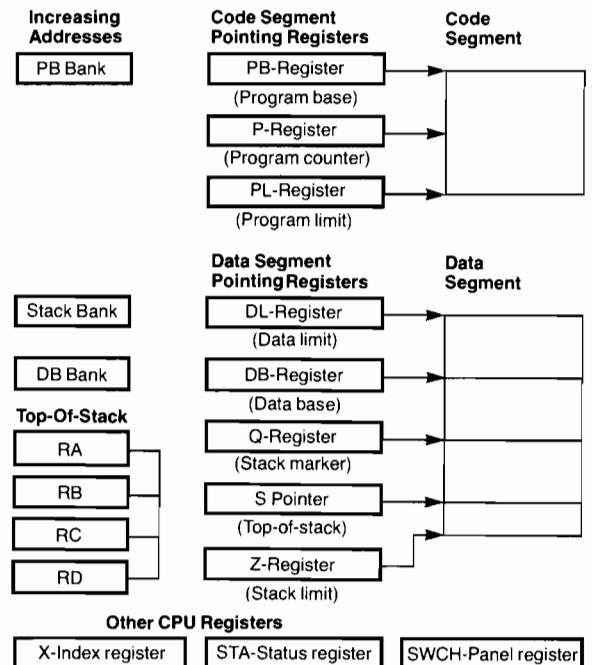 Increasing
Addresses
Code Segment
Pointing Registers
Code
Segment
PB Bank
PB-Register
(Program base)
P-Register
(Program counter)
PL-Register
(Program limit)
Data Segment
Pointing Registers
Data
Segment
Stack Bank
DL-Register
(Data limit)
DB Bank
DB-Register
(Data base)
Top-Of-Stack
RA
Q-Register
(Stack marker)
RB
S Pointer
(Top-of-stack)
RC
RD
Z-Register
(Stack limit)
Other CPU Registers
X-Index register
STA-Status register
SWCH-Panel register